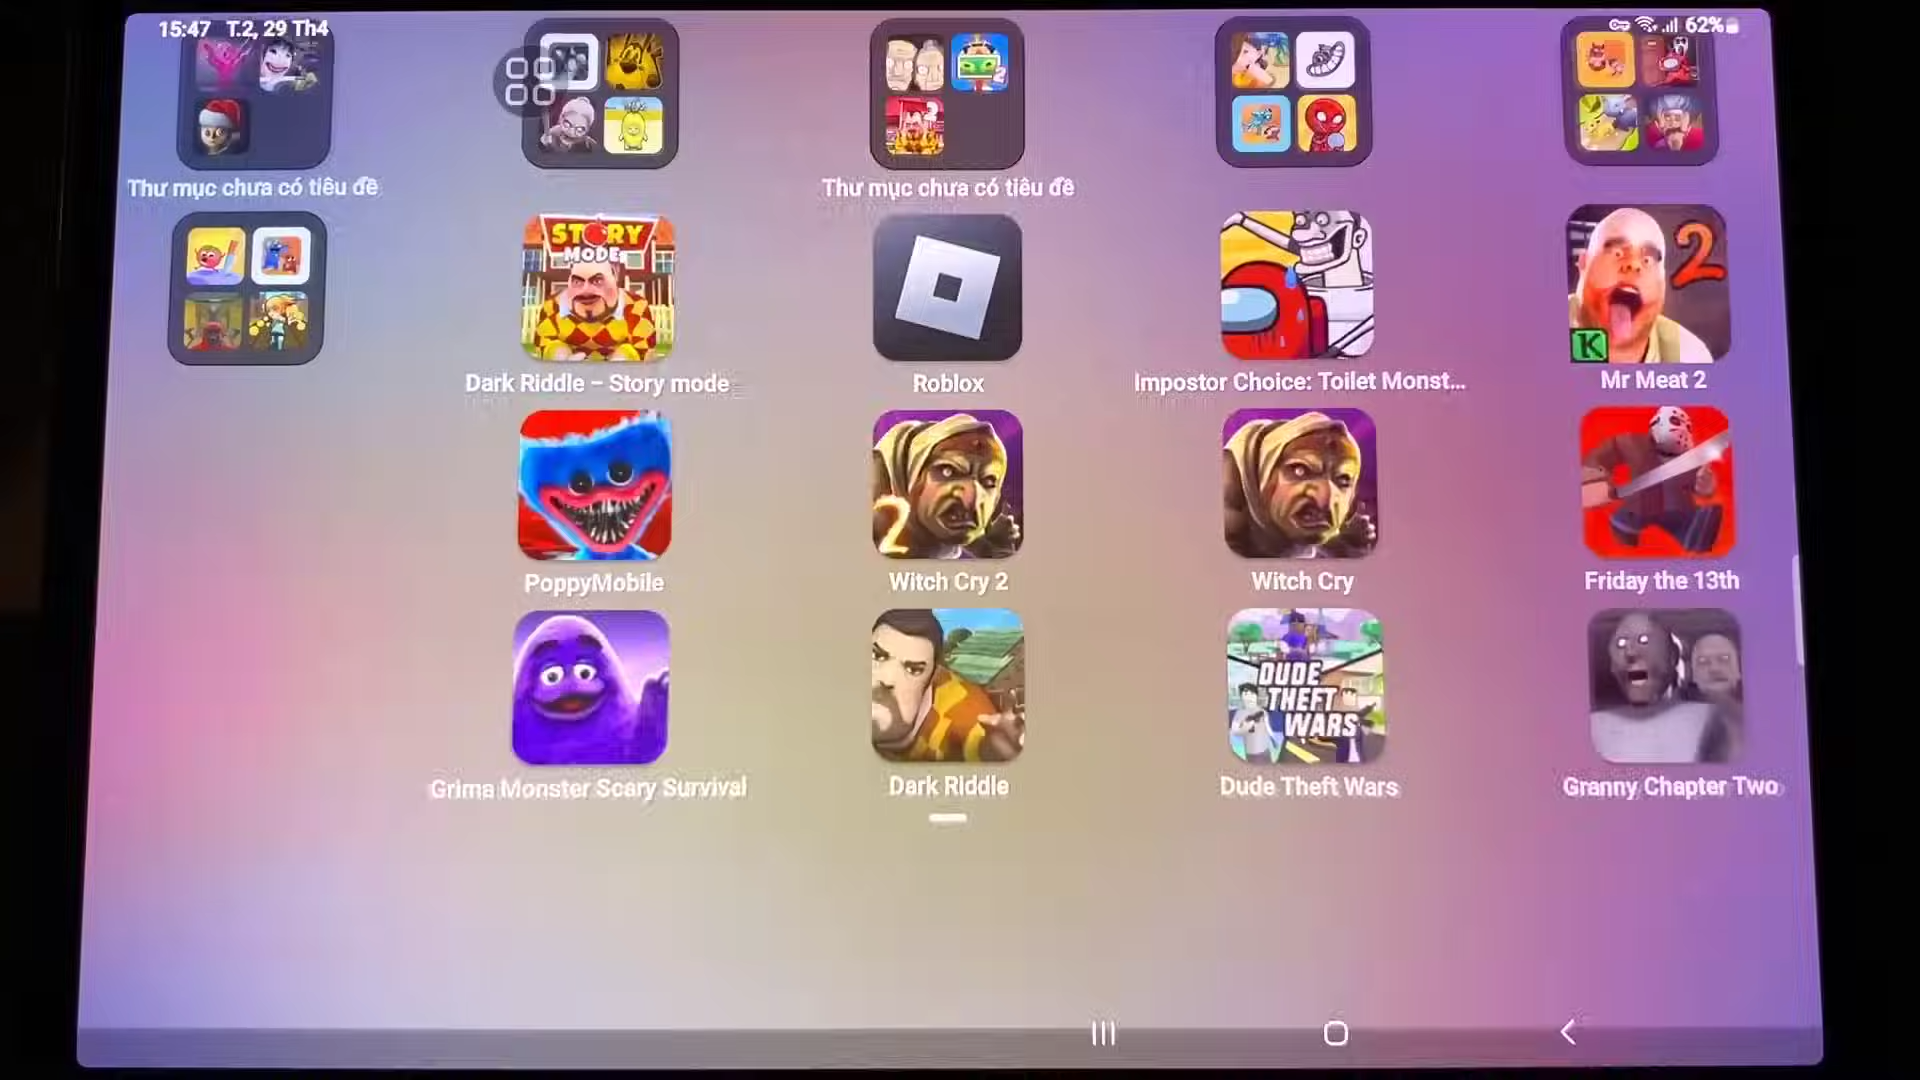 15:47 T.2, 29 Th4
62%
Thư mục chưa có tiêu đề
Thư mục chưa có tiêu đề
STORY
MODE
2
Dark Riddle – Story mode
Roblox
Impostor Choice: Toilet Monst...
K
Mr Meat 2
2
PoppyMobile
Witch Cry 2
Witch Cry
Friday the 13th
DUDE
THEFT
WARS
Grima Monster Scary Survival
Dark Riddle
Dude Theft Wars
Granny Chapter Two